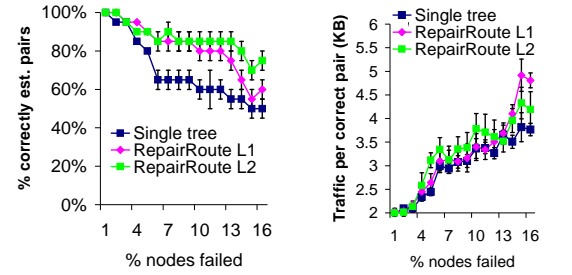 % correctly est. pairs
100%
80%
60%
40%
20%
0%
Single tree
RepairRoute L1
RepairRoute L2
1 4 7 10 13 16
% nodes failed
Traffic per correct pair (KB)
6
5.5
5
4.5
4
3.5
3
2.5
2
Single tree
RepairRoute L1
RepairRoute L2
1 4 7 10 13 16
% nodes failed